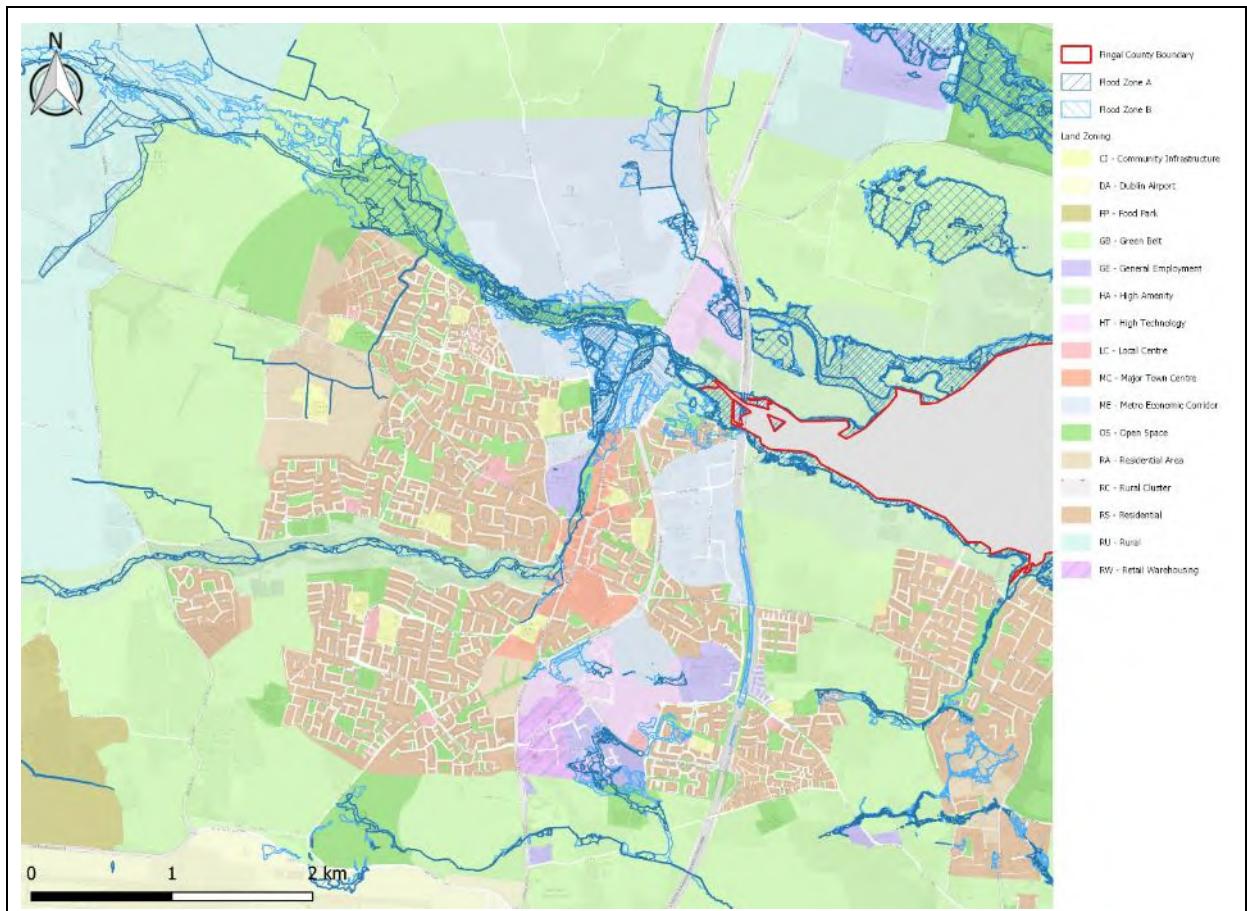 N
Fingal County Boundary
Flood Zone A
Flood Zone B
Land Zoning
CI - Community Infrastructure
DA - Dublin Airport
FP - Food Park
GB - Green Belt
GE - General Employment
HA - High Amenity
HT - High Technology
LC - Local Centre
MC - Major Town Centre
ME - Metro Economic Corridor
OS - Open Space
RA - Residential Area
RC - Rural Cluster
RS - Residential
RU - Rural
RW - Retail Warehousing
0 1 2 km